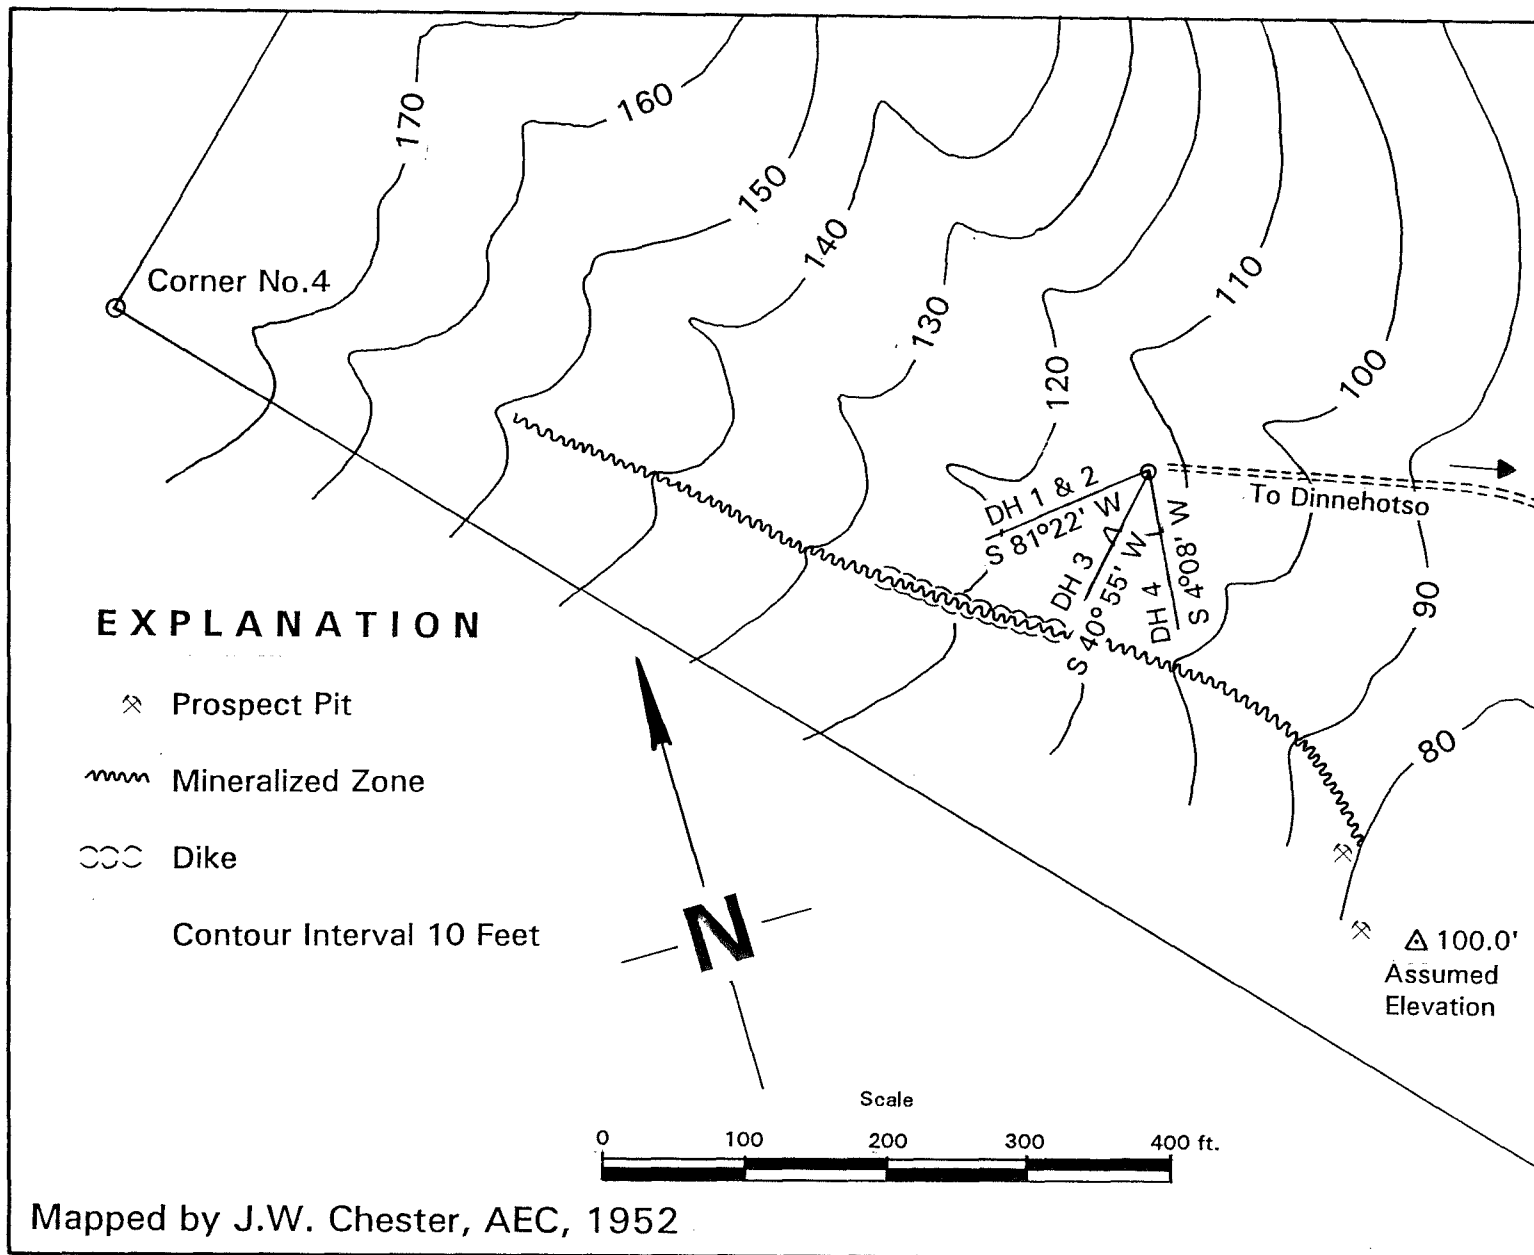 170
160
150
140
130
120
110
100
90
80
Corner No.4
DH 1 & 2
S 81°22' W
DH 3
S 40° 55' W
DH 4
S 4°08' W
To Dinnehotso
EXPLANATION
Prospect Pit
Mineralized Zone
Dike
Contour Interval 10 Feet
N
100.0'
Assumed
Elevation
Scale
0 100 200 300 400 ft.
Mapped by J.W. Chester, AEC, 1952